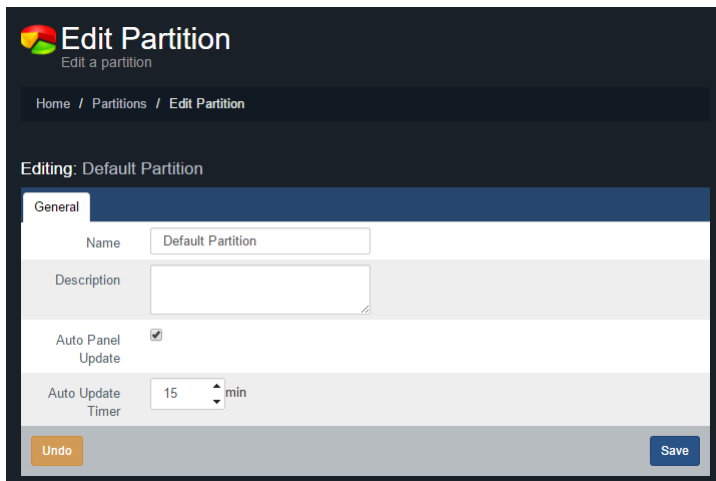 Edit Partition
Edit a partition
Home / Partitions / Edit Partition
Editing: Default Partition
General
Name Default Partition
Description
Auto Panel
Update
Auto Update
Timer
15 min
Undo Save